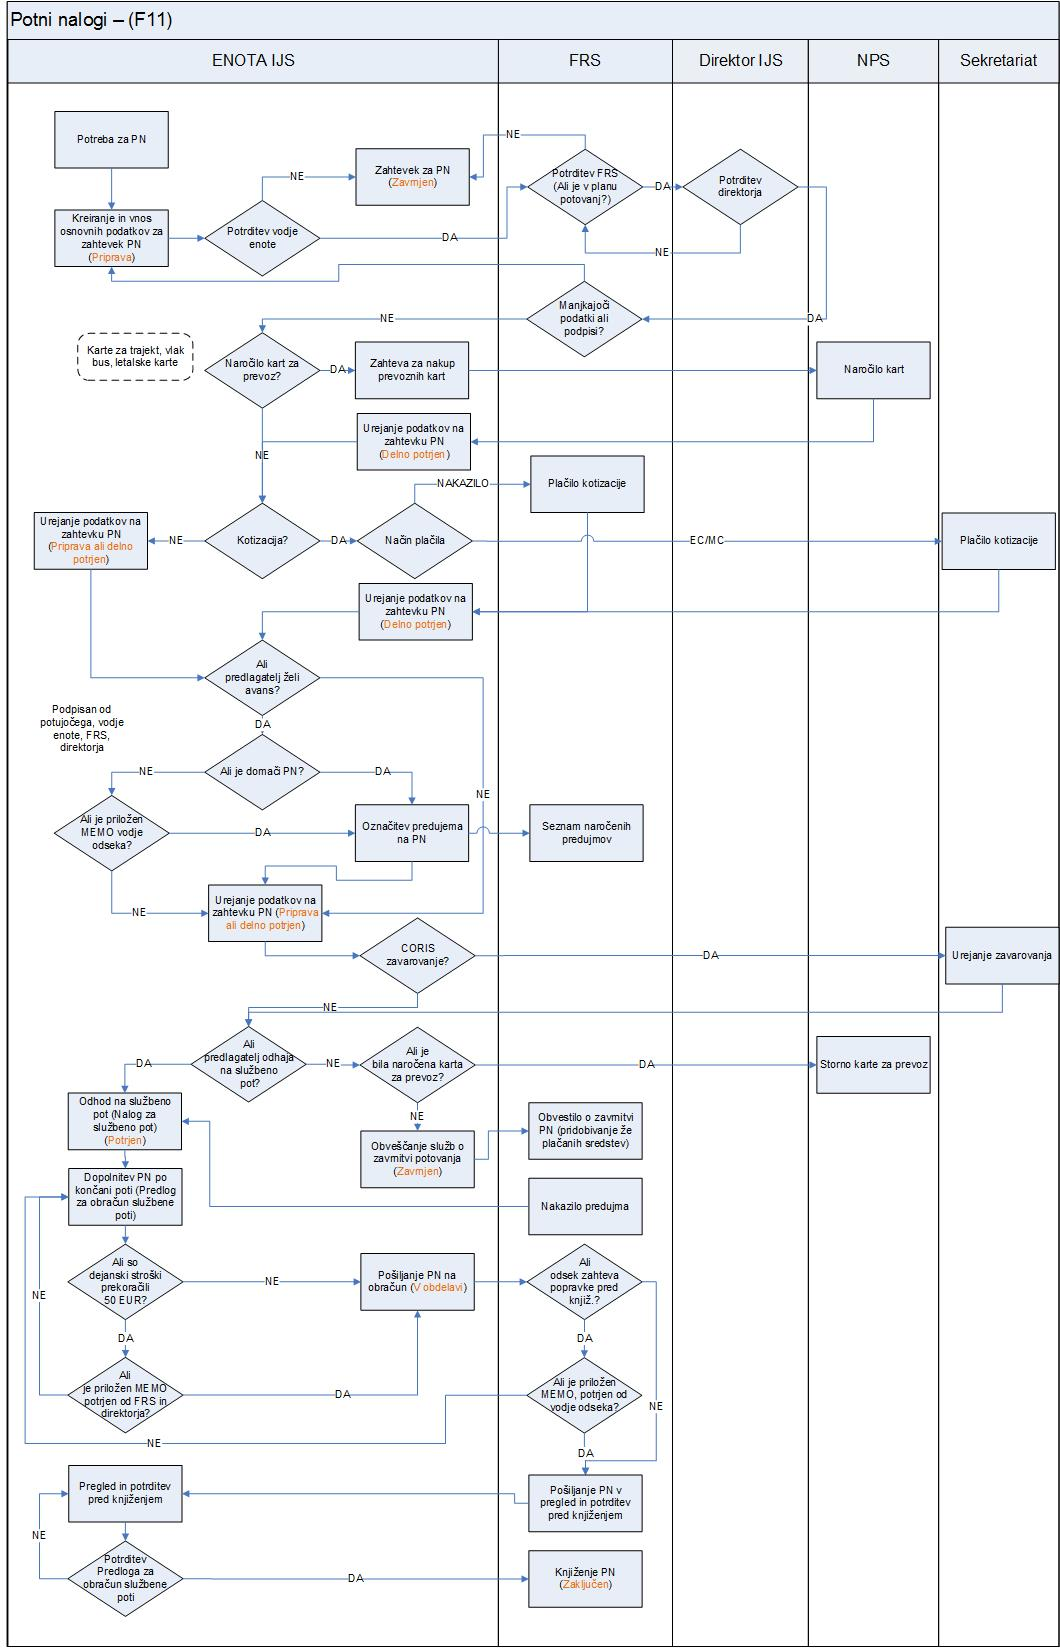 Potni nalogi – (F11)
ENOTA IJS
FRS
Direktor IJS
NPS
Sekretariat
Potreba za PN
NE
Zahtevek za PN
(Zavrnjen)
NE
Potrditev FRS
(Ali je v planu
potovanj?)
DA
Potrditev
direktorja
Kreiranje in vnos
osnovnih podatkov za
zahtevek PN
(Priprava)
Potrditev vodje
enote
DA
NE
Manjkajoči
podatki ali
podpisi?
NE
DA
Karte za trajekt, vlak
bus, letalske karte
Naročilo kart za
prevoz?
DA
Zahteva za nakup
prevoznih kart
Naročilo kart
Urejanje podatkov na
zahtevku PN
(Delno potrjen)
NE
NAKAZILO
Plačilo kotizacije
Urejanje podatkov na
zahtevku PN
(Priprava ali delno
potrjen)
NE
Kotizacija?
DA
Način plačila
EC/MC
Plačilo kotizacije
Urejanje podatkov na
zahtevku PN
(Delno potrjen)
Ali
predlagatelj želi
avans?
Podpisan od
potujočega, vodje
enote, FRS,
direktorja
DA
NE
Ali je domači PN?
DA
NE
Ali je priložen
MEMO vodje
odseka?
DA
Označitev predujema
na PN
Seznam naročenih
predujmov
NE
Urejanje podatkov na
zahtevku PN (Priprava
ali delno potrjen)
CORIS
zavarovanje?
DA
Urejanje zavarovanja
NE
Ali
predlagatelj odhaja
na službeno
pot?
DA
NE
Ali je
bila naročena karta
za prevoz?
DA
Storno karte za prevoz
Odhod na službeno
pot (Nalog za
službeno pot)
(Potrjen)
NE
Obveščanje služb o
zavrnitvi potovanja
(Zavrnjen)
Obvestilo o zavrnitvi
PN (pridobivanje že
plačanih sredstev)
Dopolnitev PN po
končani poti (Predlog
za obračun službene
poti)
Nakazilo predujma
Ali so
dejanski stroški
prekoračili
50 EUR?
NE
Pošiljanje PN na
obračun (V obdelavi)
Ali
odsek zahteva
popravke pred
knjiž.?
NE
DA
DA
Ali
je priložen MEMO
potrjen od FRS in
direktorja?
DA
Ali je priložen
MEMO, potrjen od
vodje odseka?
NE
NE
DA
Pregled in potrditev
pred knjiženjem
Pošiljanje PN v
pregled in potrditev
pred knjiženjem
NE
Potrditev
Predloga za
obračun službene
poti
DA
Knjiženje PN
(Zaključen)